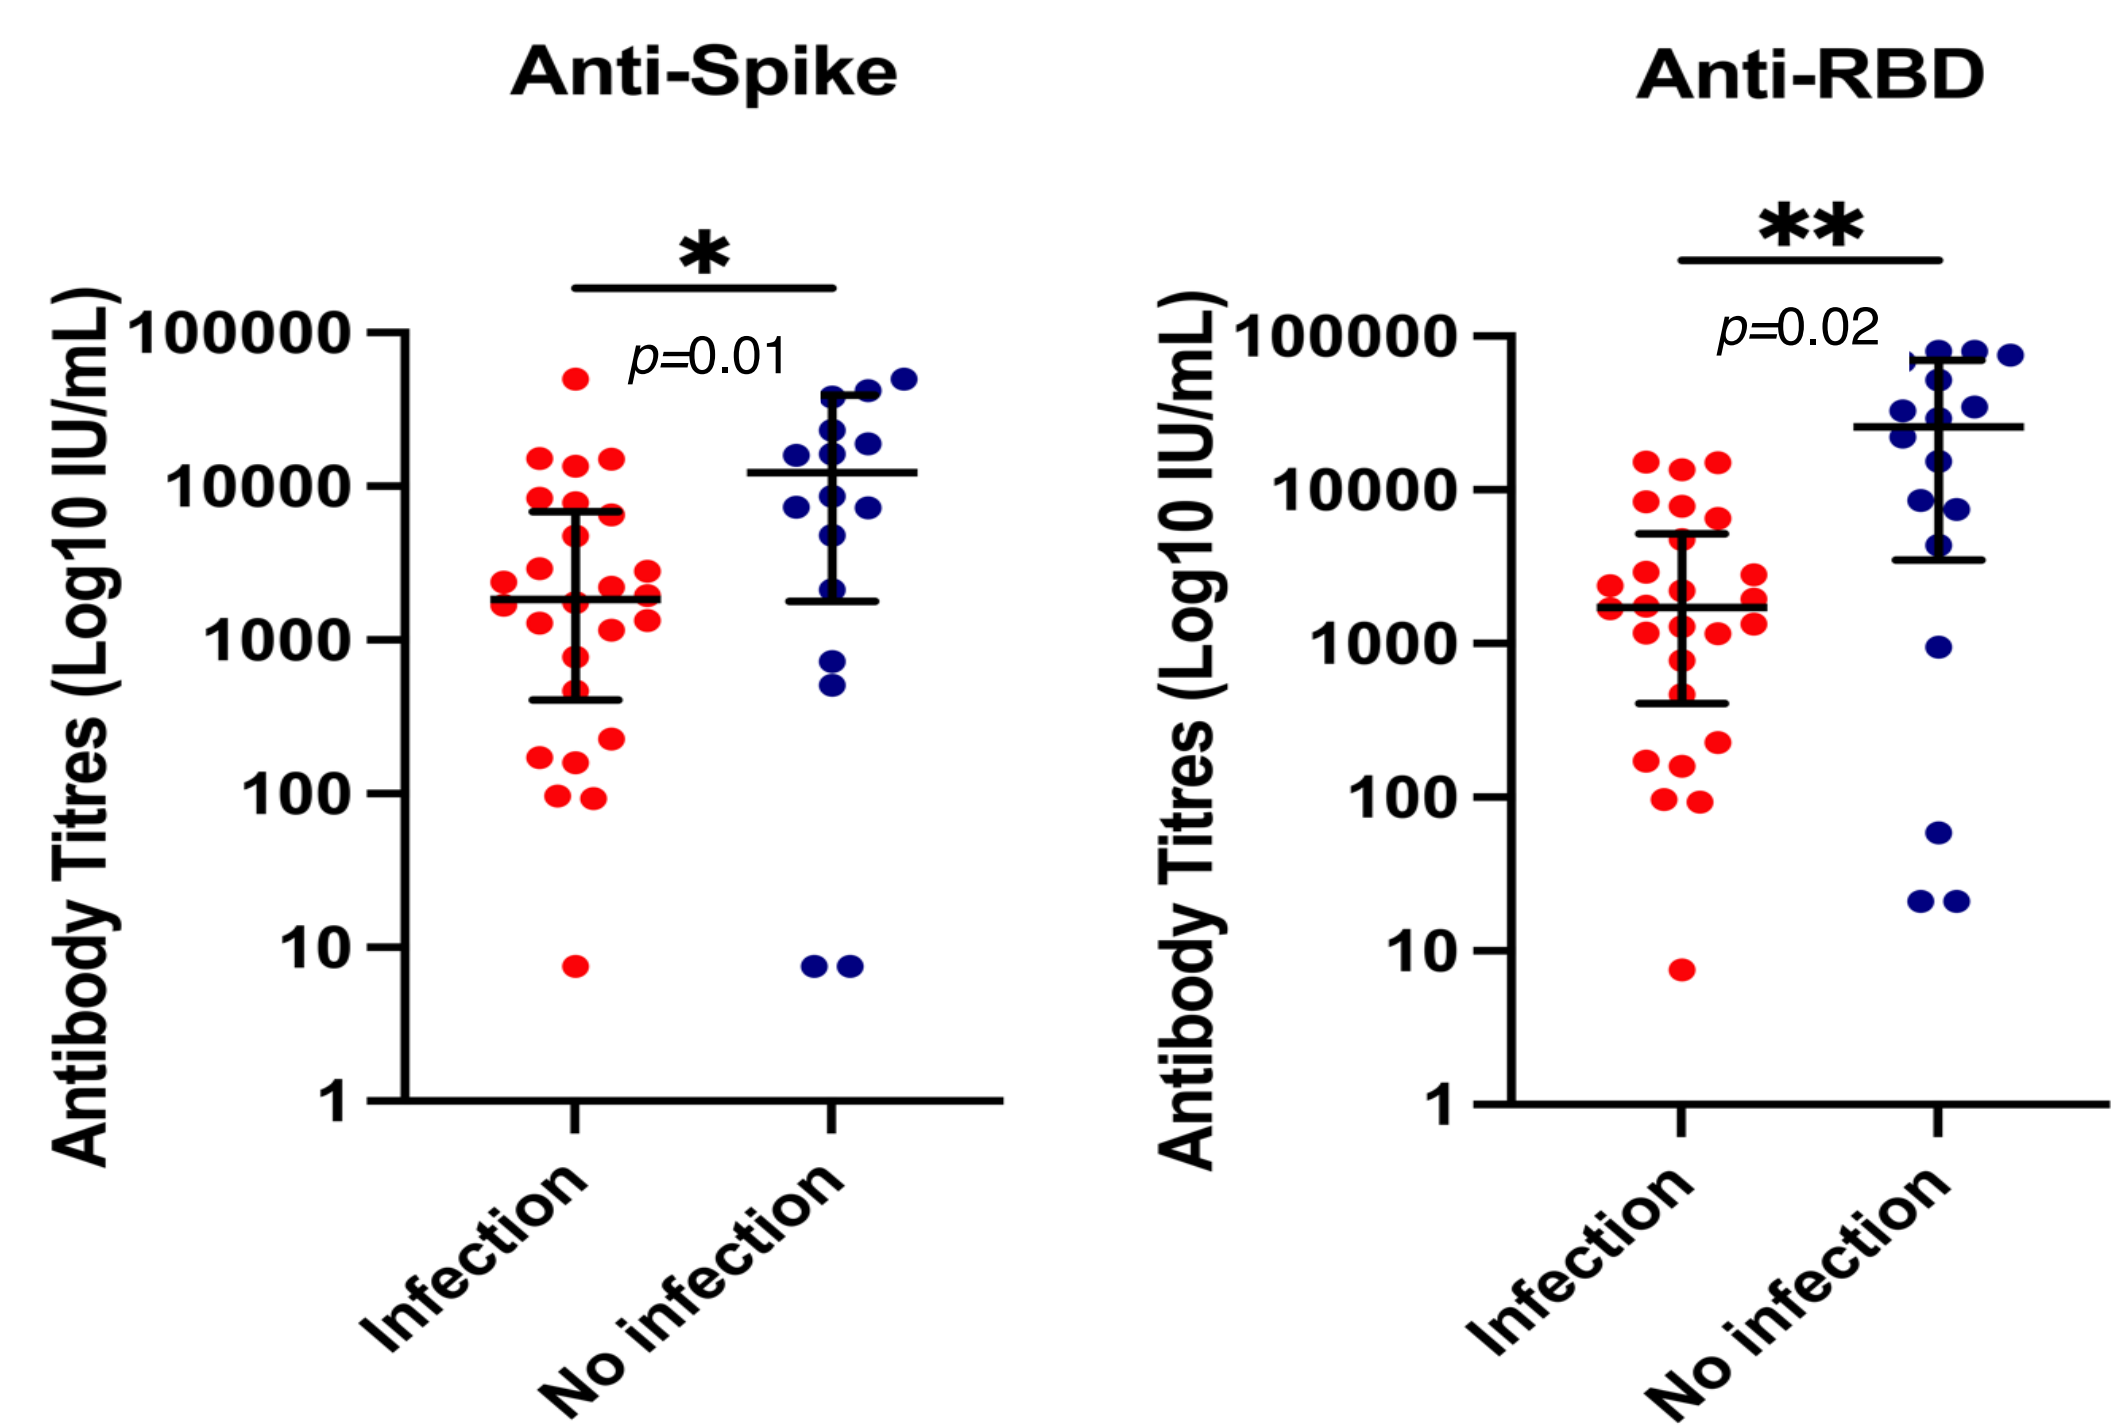 Anti-Spike
*
p=0.01
Antibody Titres (Log10 IU/mL)
100000
10000
1000
100
10
1
Infection
No infection
Anti-RBD
**
p=0.02
Antibody Titres (Log10 IU/mL)
100000
10000
1000
100
10
1
Infection
No infection